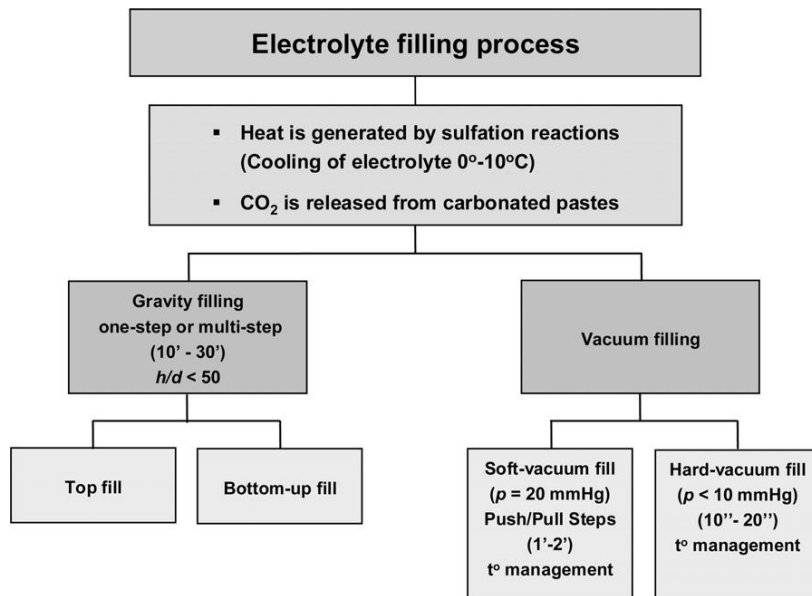 Electrolyte filling process
▪ Heat is generated by sulfation reactions
(Cooling of electrolyte 0º-10ºC)
▪ CO₂ is released from carbonated pastes
Gravity filling
one-step or multi-step
(10’ - 30’)
h/d < 50
Vacuum filling
Top fill
Bottom-up fill
Soft-vacuum fill
(p = 20 mmHg)
Push/Pull Steps
(1’-2’)
tº management
Hard-vacuum fill
(p < 10 mmHg)
(10’’- 20’’)
tº management